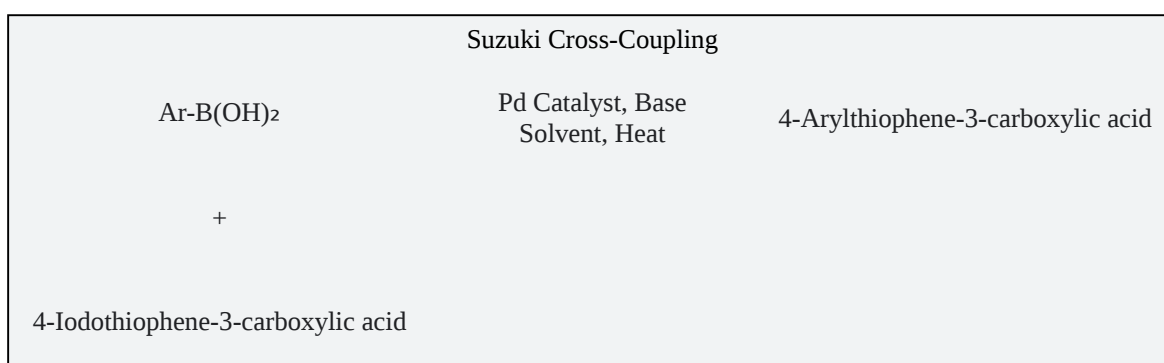 Suzuki Cross-Coupling
Ar-B(OH)₂
Pd Catalyst, Base
Solvent, Heat
4-Arylthiophene-3-carboxylic acid
+
4-Iodothiophene-3-carboxylic acid